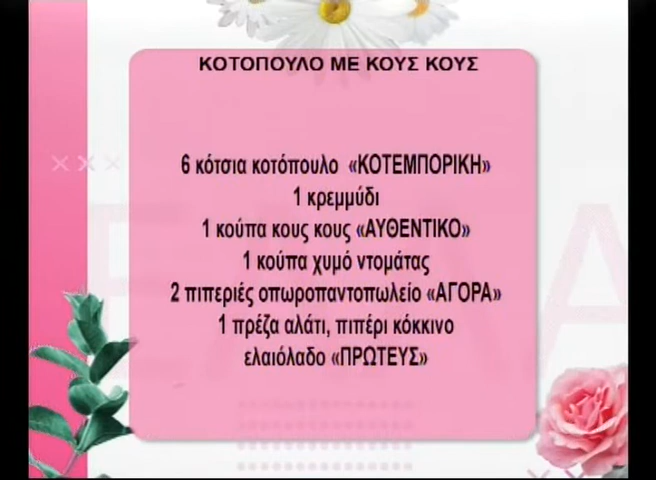 ΚΟΤΟΠΟΥΛΟ ΜΕ ΚΟΥΣ ΚΟΥΣ
6 κότσια κοτόπουλο «ΚΟΤΕΜΠΟΡΙΚΗ»
1 κρεμμύδι
1 κούπα κους κους «ΑΥΘΕΝΤΙΚΟ»
1 κούπα χυμό ντομάτας
2 πιπεριές οπωροπαντοπωλείο «ΑΓΟΡΑ»
1 πρέζα αλάτι, πιπέρι κόκκινο
ελαιόλαδο «ΠΡΩΤΕΥΣ»